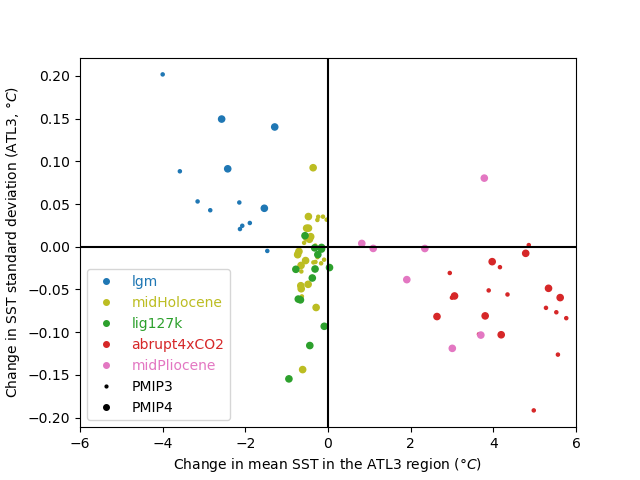 0.20
0.15
0.10
0.05
0.00
−0.05
−0.10
−0.15
−0.20
Change in SST standard deviation (ATL3, °C)
lgm
midHolocene
lig127k
abrupt4xCO2
midPliocene
PMIP3
PMIP4
−6 −4 −2 0 2 4 6
Change in mean SST in the ATL3 region (°C)